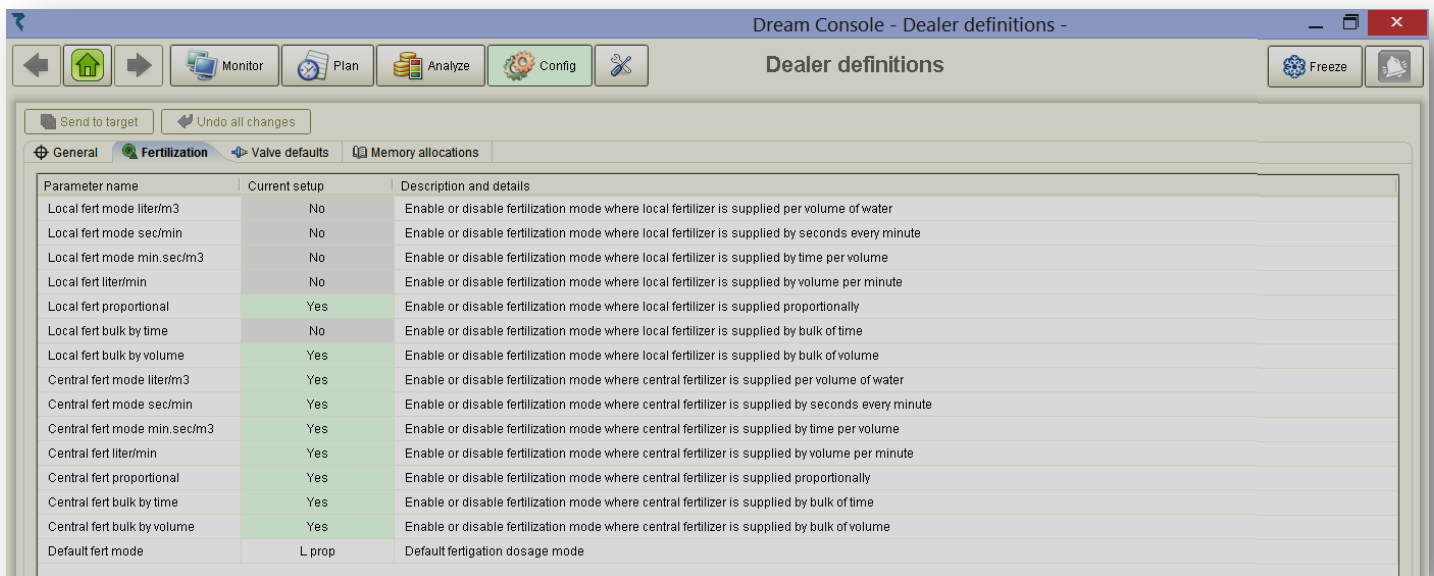 Dream Console - Dealer definitions -
Monitor Plan Analyze Config Dealer definitions Freeze
Send to target Undo all changes
General Fertilization Valve defaults Memory allocations
Parameter name Current setup Description and details
Local fert mode liter/m3 No Enable or disable fertilization mode where local fertilizer is supplied per volume of water
Local fert mode sec/min No Enable or disable fertilization mode where local fertilizer is supplied by seconds every minute
Local fert mode min.sec/m3 No Enable or disable fertilization mode where local fertilizer is supplied by time per volume
Local fert liter/min No Enable or disable fertilization mode where local fertilizer is supplied by volume per minute
Local fert proportional Yes Enable or disable fertilization mode where local fertilizer is supplied proportionally
Local fert bulk by time No Enable or disable fertilization mode where local fertilizer is supplied by bulk of time
Local fert bulk by volume Yes Enable or disable fertilization mode where local fertilizer is supplied by bulk of volume
Central fert mode liter/m3 Yes Enable or disable fertilization mode where central fertilizer is supplied per volume of water
Central fert mode sec/min Yes Enable or disable fertilization mode where central fertilizer is supplied by seconds every minute
Central fert mode min.sec/m3 Yes Enable or disable fertilization mode where central fertilizer is supplied by time per volume
Central fert liter/min Yes Enable or disable fertilization mode where central fertilizer is supplied by volume per minute
Central fert proportional Yes Enable or disable fertilization mode where central fertilizer is supplied proportionally
Central fert bulk by time Yes Enable or disable fertilization mode where central fertilizer is supplied by bulk of time
Central fert bulk by volume Yes Enable or disable fertilization mode where central fertilizer is supplied by bulk of volume
Default fert mode L prop Default fertigation dosage mode